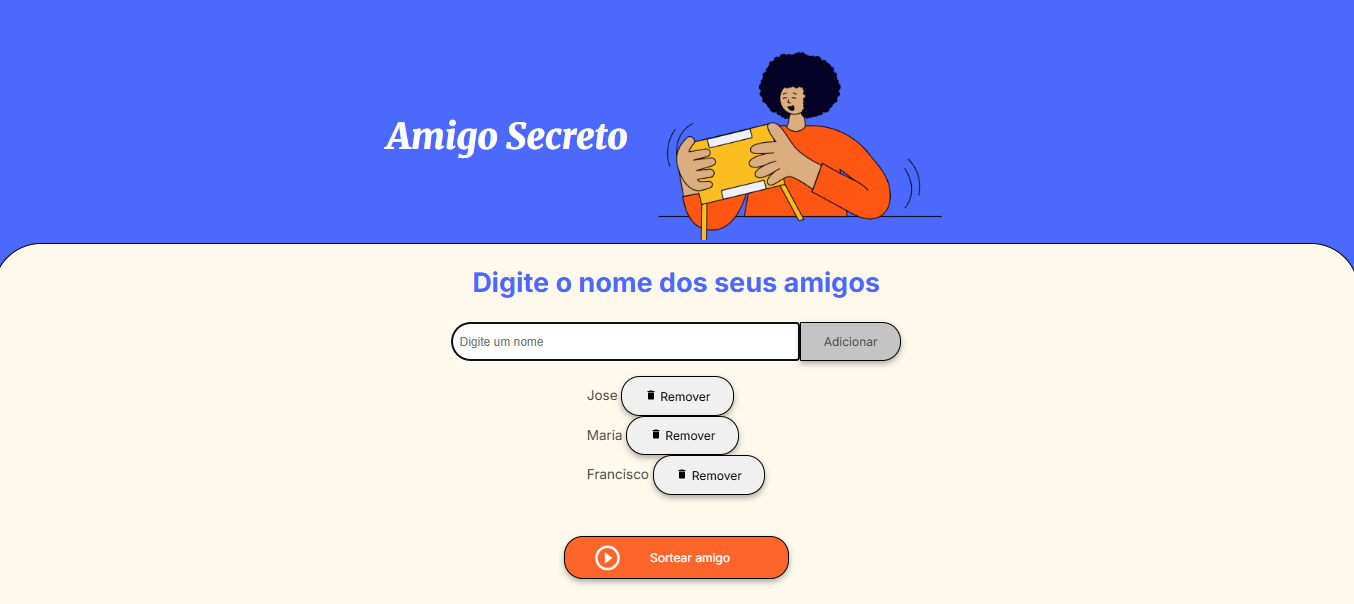 Amigo Secreto
Digite o nome dos seus amigos
Digite um nome Adicionar
Jose Remover
Maria Remover
Francisco Remover
Sortear amigo